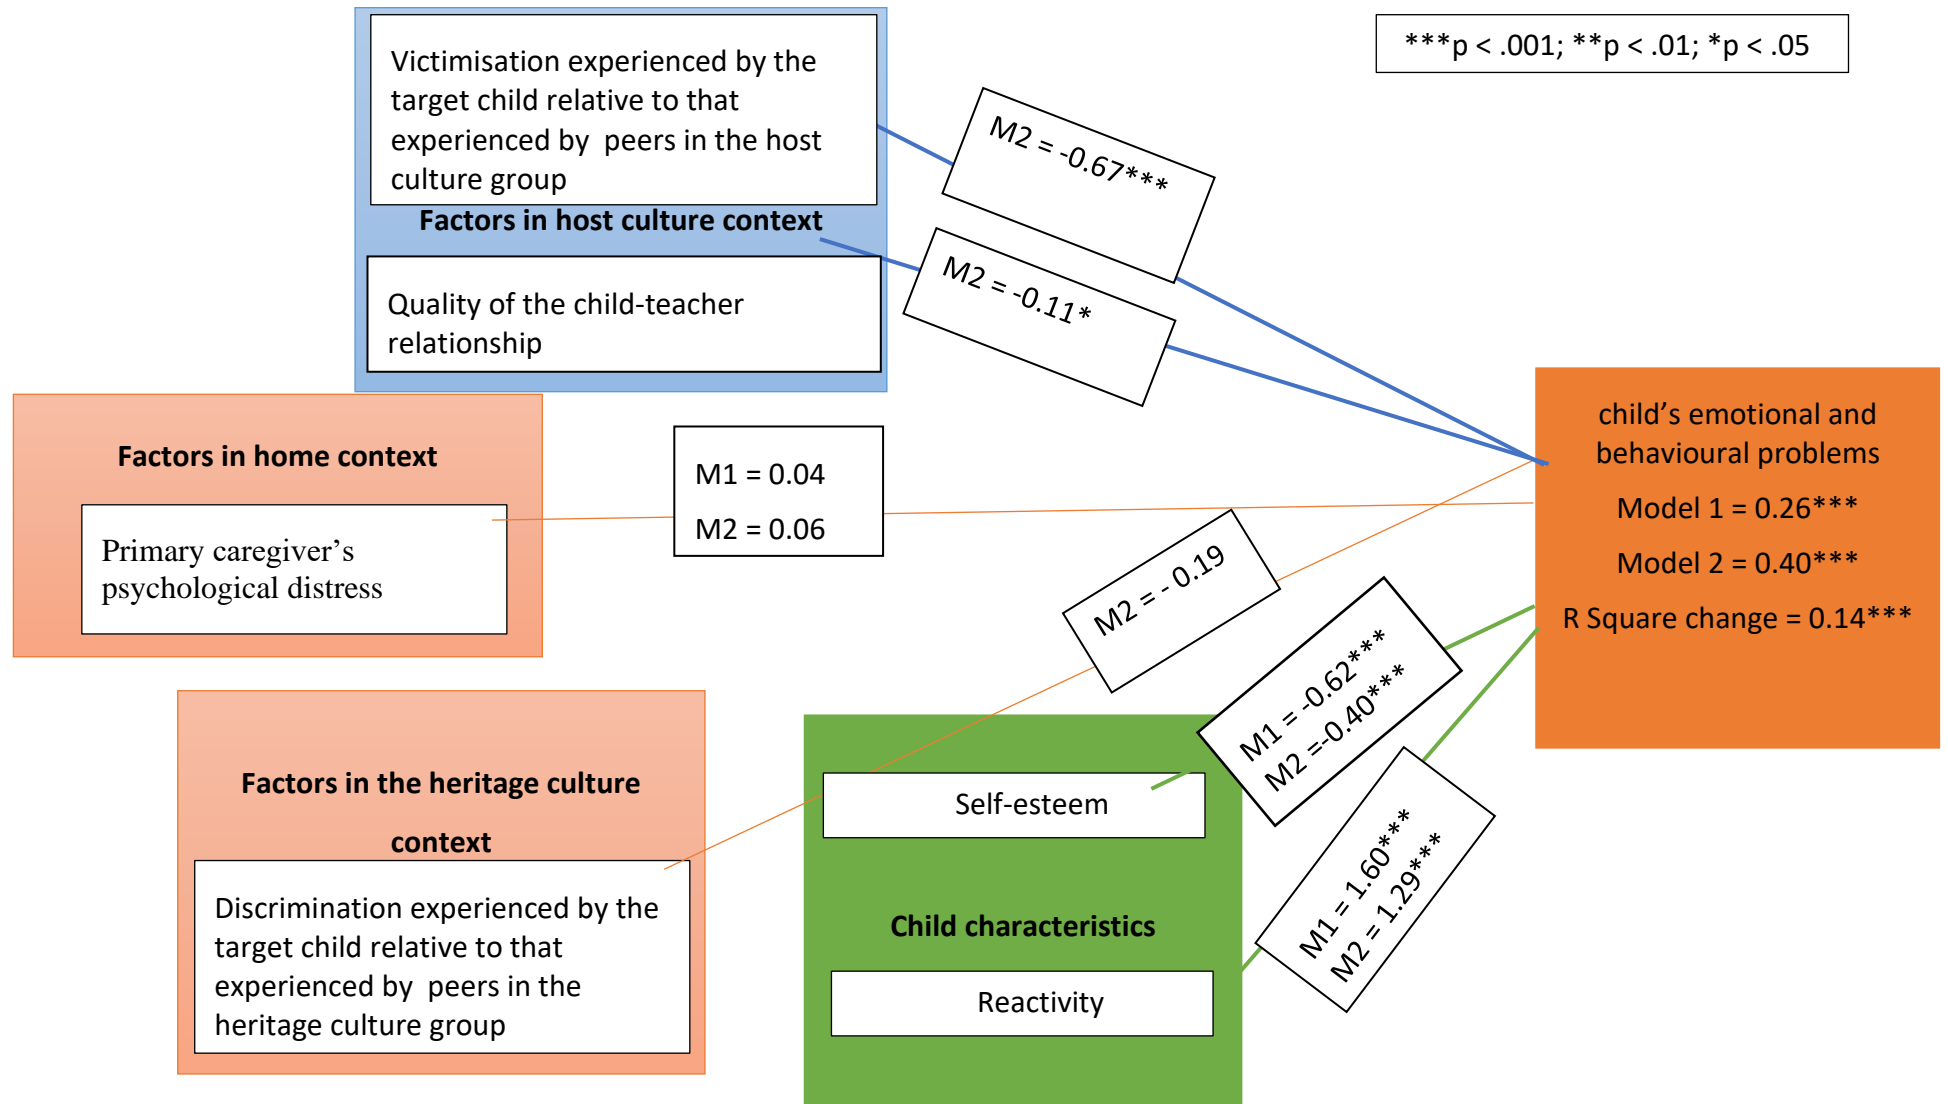 ***p < .001; **p < .01; *p < .05
Victimisation experienced by the
target child relative to that
experienced by  peers in the host
culture group
Factors in host culture context
Quality of the child-teacher
relationship
M2 = -0.67***
M2 = -0.11*
Factors in home context
Primary caregiver’s
psychological distress
M1 = 0.04
M2 = 0.06
child’s emotional and
behavioural problems
Model 1 = 0.26***
Model 2 = 0.40***
R Square change = 0.14***
M2 = - 0.19
M1 = -0.62***
M2 =-0.40***
M1 = 1.60***
M2 = 1.29***
Factors in the heritage culture
context
Discrimination experienced by the
target child relative to that
experienced by  peers in the
heritage culture group
Self-esteem
Child characteristics
Reactivity